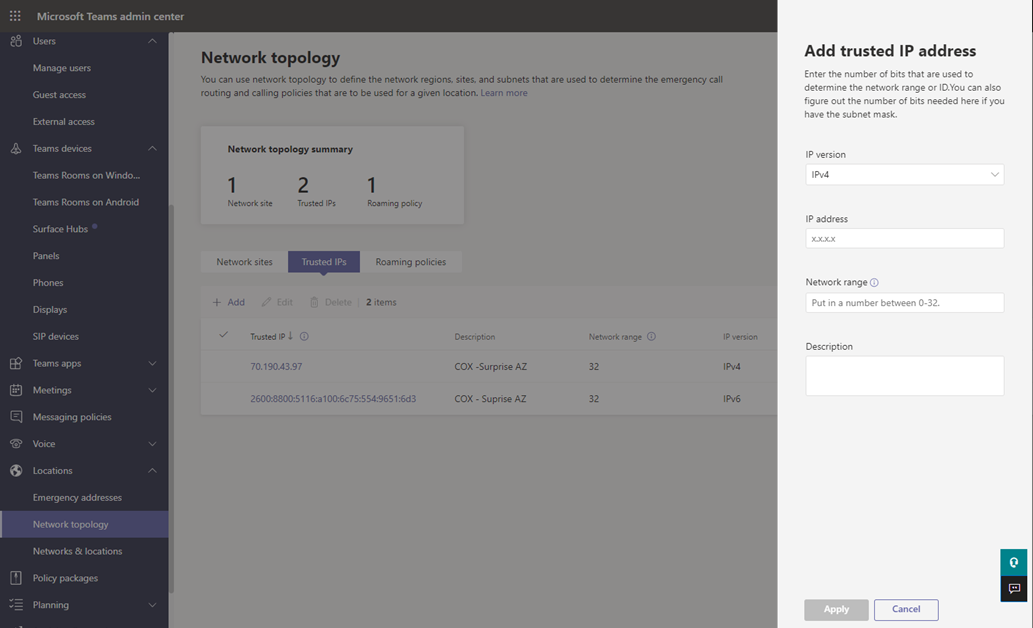 Microsoft Teams admin center
Users
Manage users
Guest access
External access
Teams devices
Teams Rooms on Windo...
Teams Rooms on Android
Surface Hubs
Panels
Phones
Displays
SIP devices
Teams apps
Meetings
Messaging policies
Voice
Locations
Emergency addresses
Network topology
Networks & locations
Policy packages
Planning
Network topology
You can use network topology to define the network regions, sites, and subnets that are used to determine the emergency call
routing and calling policies that are to be used for a given location. Learn more
Network topology summary
1 2 1
Network site Trusted IPs Roaming policy
Network sites Trusted IPs Roaming policies
+ Add Edit Delete 2 items
Trusted IP ↓ Description Network range IP version
70.190.43.97 COX -Surprise AZ 32 IPv4
2600:8800:5116:a100:6c75:554:9651:6d3 COX - Suprise AZ 32 IPv6
Add trusted IP address
Enter the number of bits that are used to
determine the network range or ID.You can also
figure out the number of bits needed here if you
have the subnet mask.
IP version
IPv4
IP address
x.x.x.x
Network range
Put in a number between 0-32.
Description
Apply Cancel